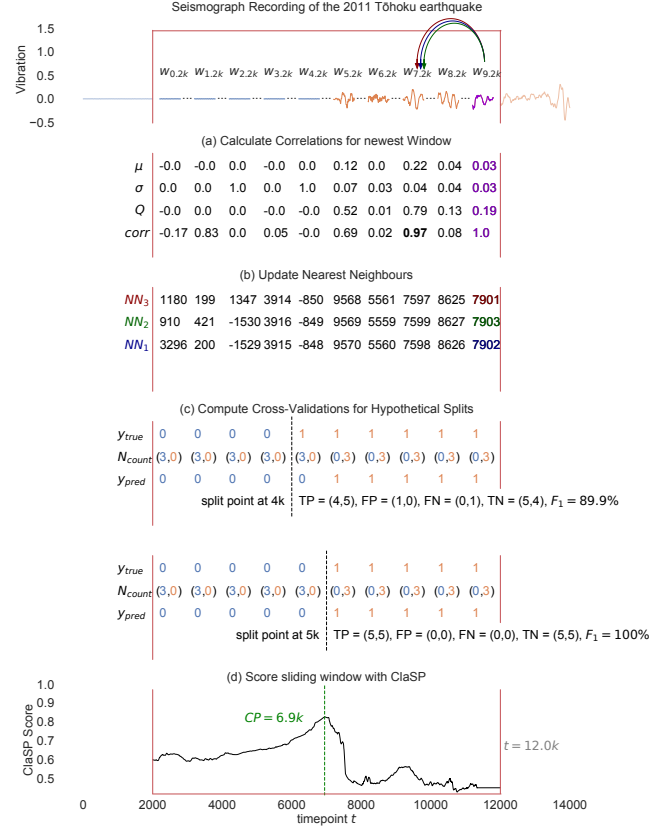 Seismograph Recording of the 2011 Tōhoku earthquake
Vibration
1.5
1.0
0.5
0.0
−0.5
w0.2k w1.2k w2.2k w3.2k w4.2k w5.2k w6.2k w7.2k w8.2k w9.2k
(a) Calculate Correlations for newest Window
μ -0.0 -0.0 0.0 -0.0 0.0 0.12 0.0 0.22 0.04 0.03
σ 0.0 0.0 1.0 0.0 1.0 0.07 0.03 0.04 0.04 0.03
Q -0.0 0.0 0.0 -0.0 -0.0 0.52 0.01 0.79 0.13 0.19
corr -0.17 0.83 0.0 0.05 -0.0 0.69 0.02 0.97 0.08 1.0
(b) Update Nearest Neighbours
NN3 1180 199 1347 3914 -850 9568 5561 7597 8625 7901
NN2 910 421 -1530 3916 -849 9569 5559 7599 8627 7903
NN1 3296 200 -1529 3915 -848 9570 5560 7598 8626 7902
(c) Compute Cross-Validations for Hypothetical Splits
ytrue 0 0 0 0 1 1 1 1 1 1
Ncount (3,0) (3,0) (3,0) (3,0) (3,0) (0,3) (0,3) (0,3) (0,3) (0,3)
ypred 0 0 0 0 0 1 1 1 1 1
split point at 4k TP = (4,5), FP = (1,0), FN = (0,1), TN = (5,4), F1 = 89.9%
ytrue 0 0 0 0 0 1 1 1 1 1
Ncount (3,0) (3,0) (3,0) (3,0) (3,0) (0,3) (0,3) (0,3) (0,3) (0,3)
ypred 0 0 0 0 0 1 1 1 1 1
split point at 5k TP = (5,5), FP = (0,0), FN = (0,0), TN = (5,5), F1 = 100%
(d) Score sliding window with ClaSP
ClaSP Score
1.0
0.9
0.8
0.7
0.6
0.5
CP = 6.9k
t = 12.0k
0 2000 4000 6000 8000 10000 12000 14000
timepoint t